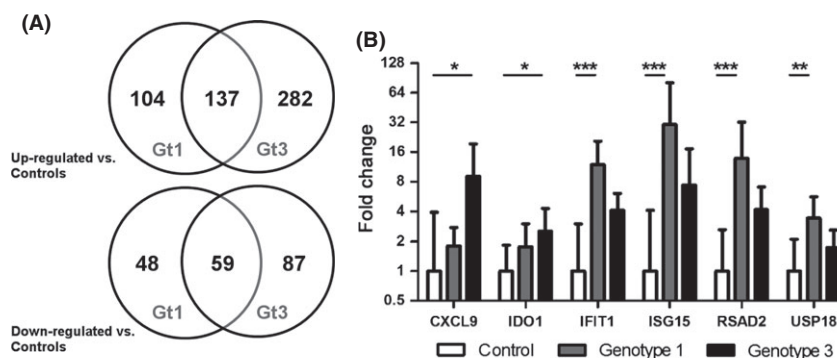 (A)
104 137 282
Gt1 Gt3
Up-regulated vs.
Controls
48 59 87
Gt1 Gt3
Down-regulated vs.
Controls
(B)
Fold change
128
64
32
16
8
4
2
1
0.5
* * *** *** *** **
CXCL9 IDO1 IFIT1 ISG15 RSAD2 USP18
Control Genotype 1 Genotype 3